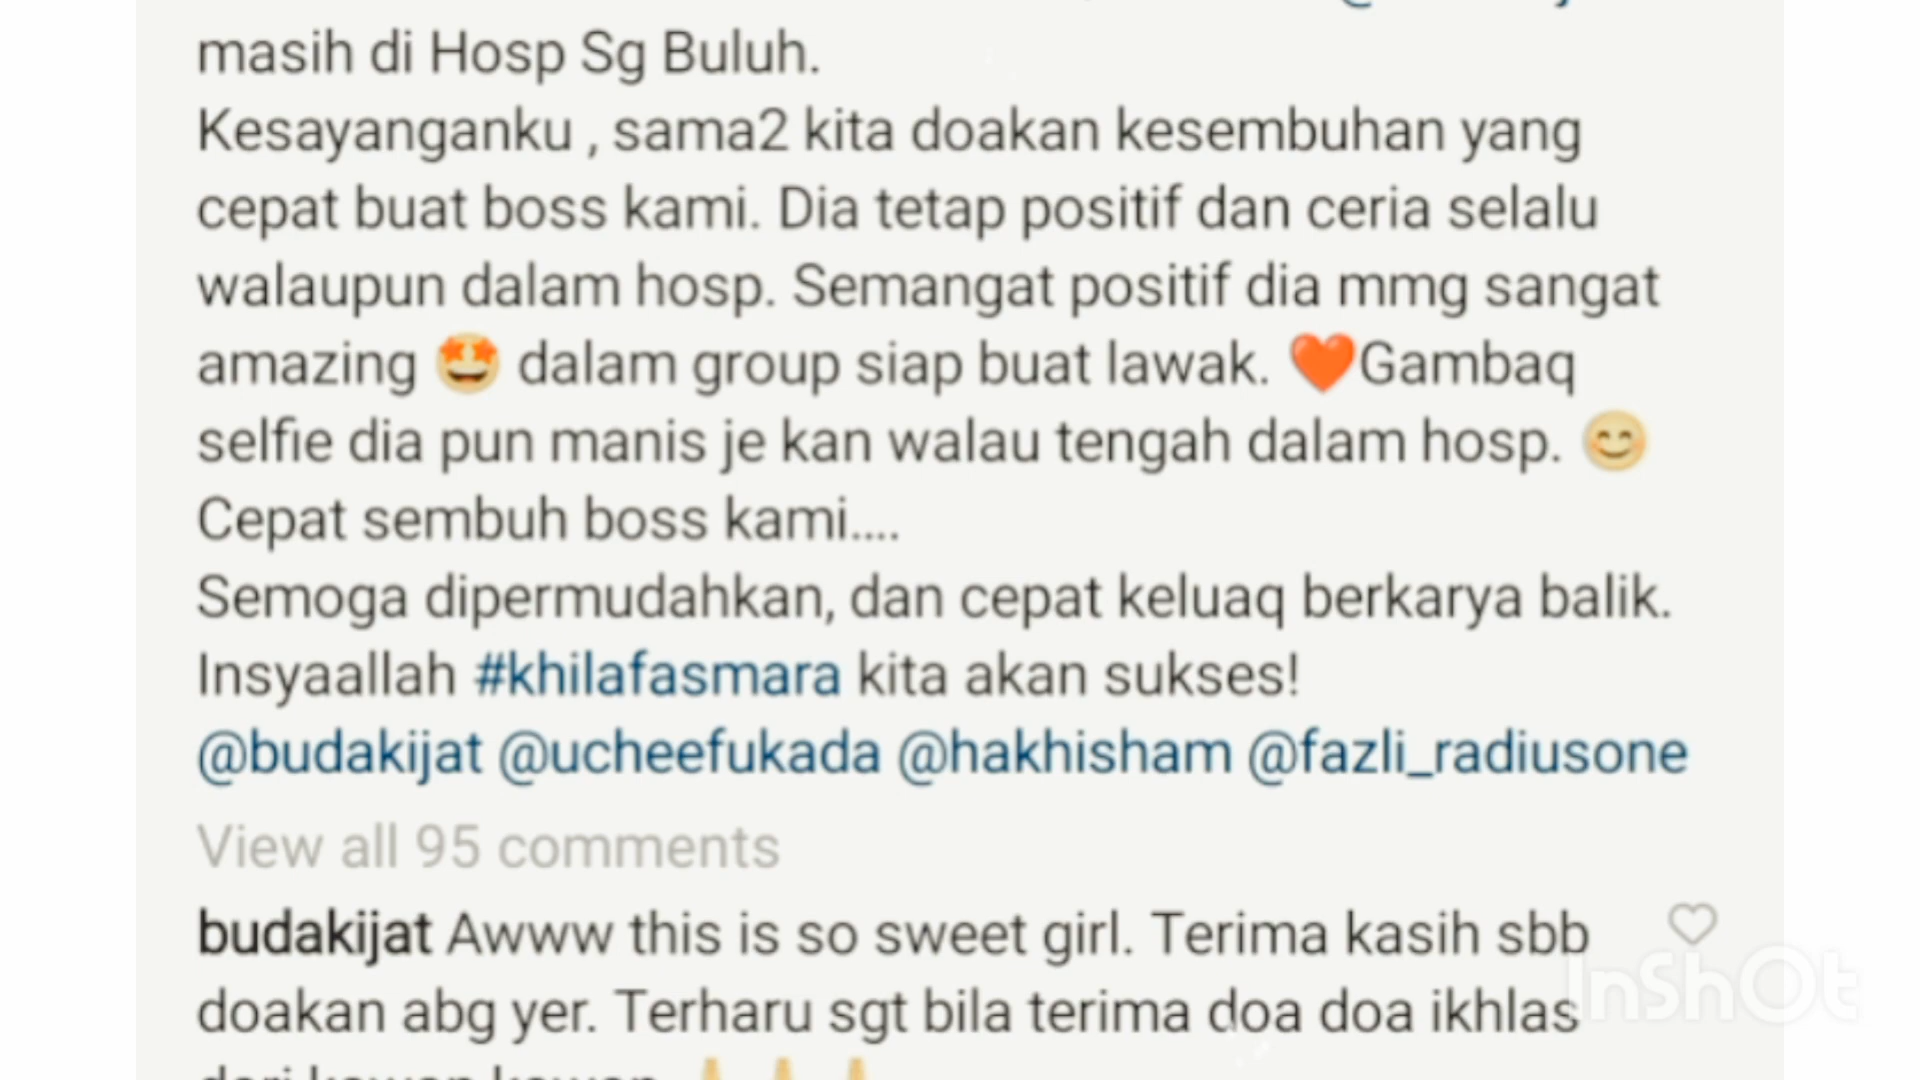 masih di Hosp Sg Buluh.
Kesayanganku , sama2 kita doakan kesembuhan yang
cepat buat boss kami. Dia tetap positif dan ceria selalu
walaupun dalam hosp. Semangat positif dia mmg sangat
amazing 🤩 dalam group siap buat lawak. ❤️Gambaq
selfie dia pun manis je kan walau tengah dalam hosp. 😊
Cepat sembuh boss kami....
Semoga dipermudahkan, dan cepat keluaq berkarya balik.
Insyaallah #khilafasmara kita akan sukses!
@budakijat @ucheefukada @hakhisham @fazli_radiusone
View all 95 comments
budakijat Awww this is so sweet girl. Terima kasih sbb
doakan abg yer. Terharu sgt bila terima doa doa ikhlas
InShOt